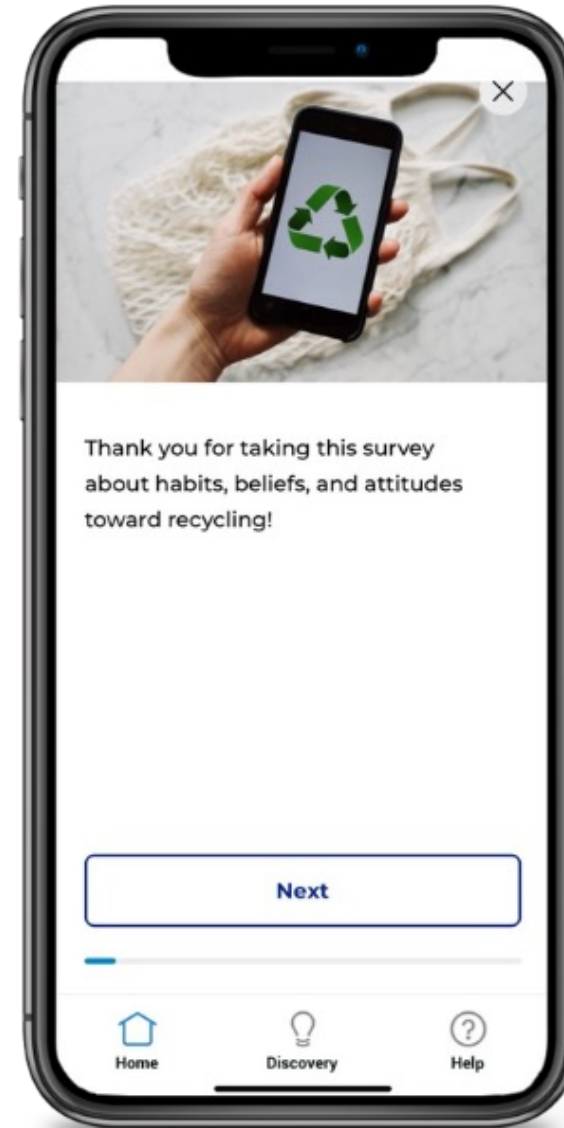 Thank you for taking this survey
about habits, beliefs, and attitudes
toward recycling!
Next
Home
Discovery
Help